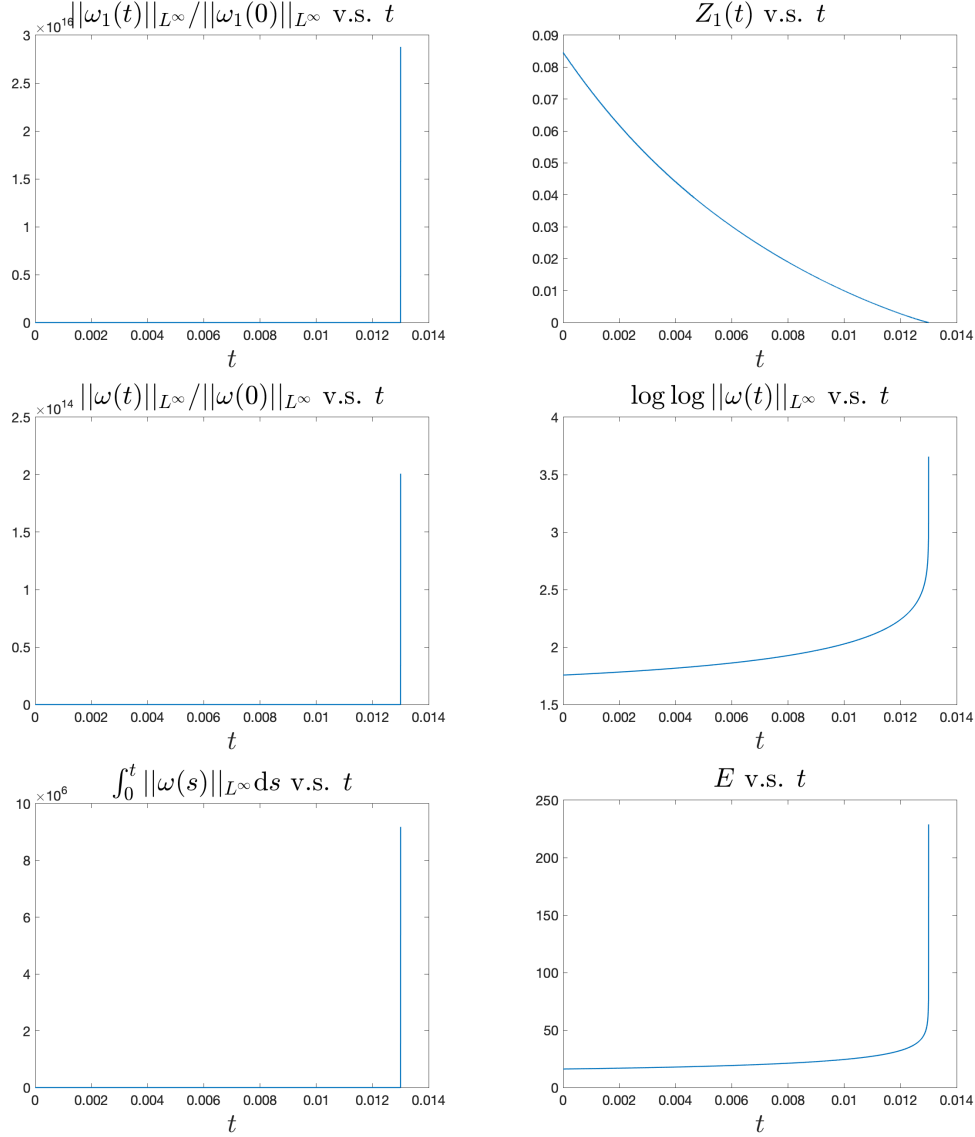 ||ω₁(t)||_{L^∞}/||ω₁(0)||_{L^∞} v.s. t
×10^{16}
3
2.5
2
1.5
1
0.5
0
0 0.002 0.004 0.006 0.008 0.01 0.012 0.014
t
Z₁(t) v.s. t
0.09
0.08
0.07
0.06
0.05
0.04
0.03
0.02
0.01
0
0 0.002 0.004 0.006 0.008 0.01 0.012 0.014
t
||ω(t)||_{L^∞}/||ω(0)||_{L^∞} v.s. t
×10^{14}
2.5
2
1.5
1
0.5
0
0 0.002 0.004 0.006 0.008 0.01 0.012 0.014
t
log log ||ω(t)||_{L^∞} v.s. t
4
3.5
3
2.5
2
1.5
0 0.002 0.004 0.006 0.008 0.01 0.012 0.014
t
∫₀ᵗ ||ω(s)||_{L^∞} ds v.s. t
×10^6
10
8
6
4
2
0
0 0.002 0.004 0.006 0.008 0.01 0.012 0.014
t
E v.s. t
250
200
150
100
50
0
0 0.002 0.004 0.006 0.008 0.01 0.012 0.014
t